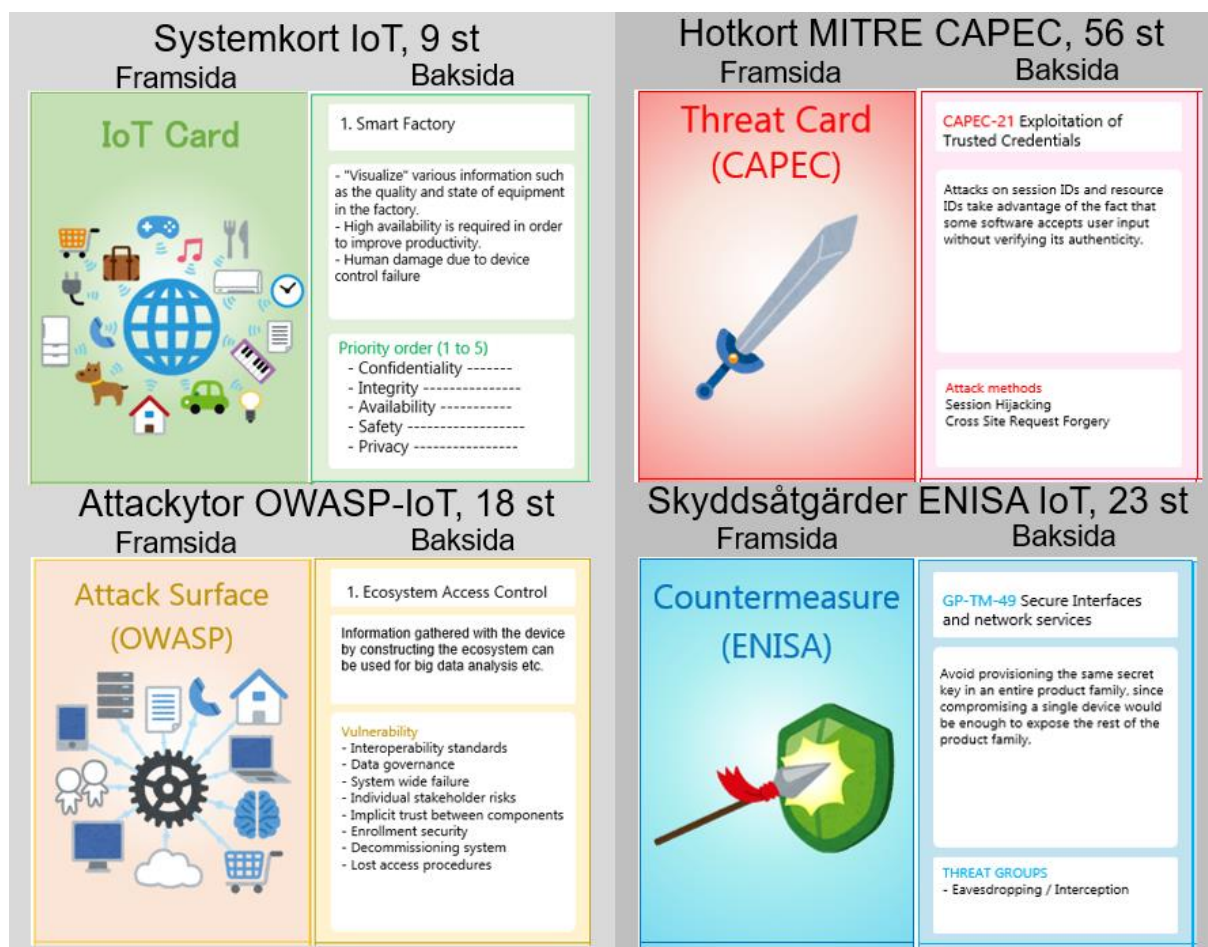 Systemkort IoT, 9 st
Framsida
Baksida
IoT Card
1. Smart Factory
- "Visualize" various information such
as the quality and state of equipment
in the factory.
- High availability is required in order
to improve productivity.
- Human damage due to device
control failure
Priority order (1 to 5)
- Confidentiality -------
- Integrity ---------------
- Availability -----------
- Safety ------------------
- Privacy ----------------
Hotkort MITRE CAPEC, 56 st
Framsida
Baksida
Threat Card
(CAPEC)
CAPEC-21 Exploitation of
Trusted Credentials
Attacks on session IDs and resource
IDs take advantage of the fact that
some software accepts user input
without verifying its authenticity.
Attack methods
Session Hijacking
Cross Site Request Forgery
Attackytor OWASP-IoT, 18 st
Framsida
Baksida
Attack Surface
(OWASP)
1. Ecosystem Access Control
Information gathered with the device
by constructing the ecosystem can
be used for big data analysis etc.
Vulnerability
- Interoperability standards
- Data governance
- System wide failure
- Individual stakeholder risks
- Implicit trust between components
- Enrollment security
- Decommissioning system
- Lost access procedures
Skyddsåtgärder ENISA IoT, 23 st
Framsida
Baksida
Countermeasure
(ENISA)
GP-TM-49 Secure Interfaces
and network services
Avoid provisioning the same secret
key in an entire product family, since
compromising a single device would
be enough to expose the rest of the
product family.
THREAT GROUPS
- Eavesdropping / Interception